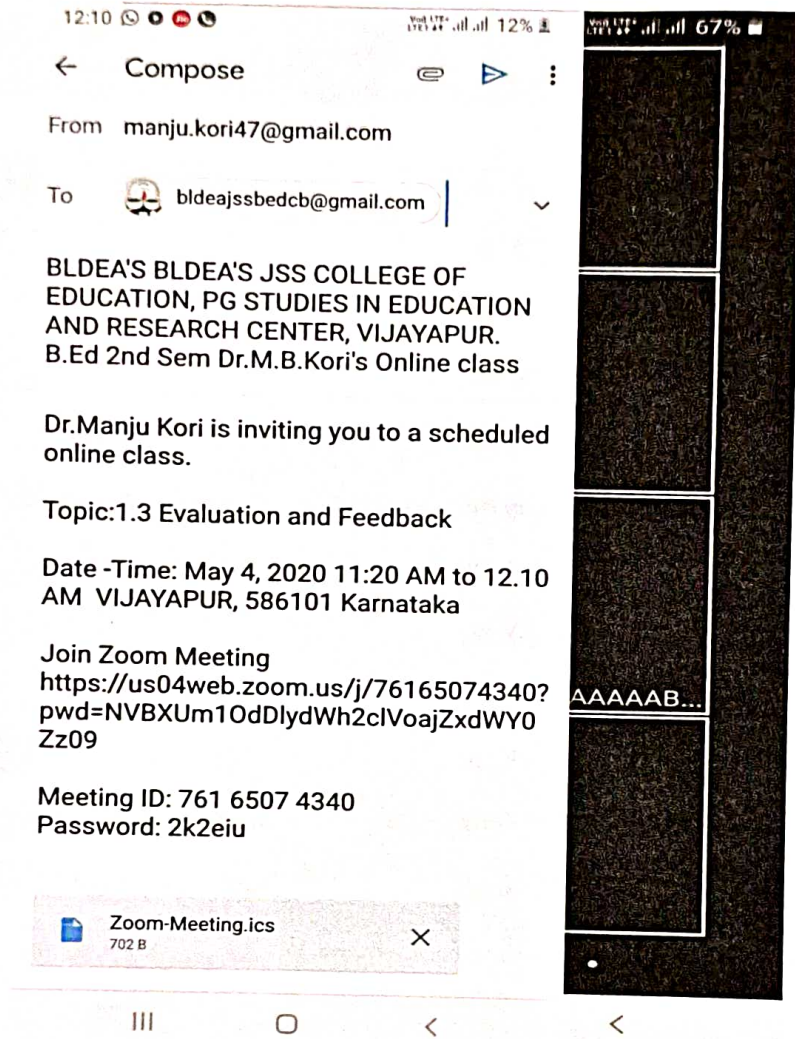 12:10 12% 67%
Compose
From manju.kori47@gmail.com
To bldeajssbedcb@gmail.com
BLDEA'S BLDEA'S JSS COLLEGE OF
EDUCATION, PG STUDIES IN EDUCATION
AND RESEARCH CENTER, VIJAYAPUR.
B.Ed 2nd Sem Dr.M.B.Kori's Online class
Dr.Manju Kori is inviting you to a scheduled
online class.
Topic:1.3 Evaluation and Feedback
Date -Time: May 4, 2020 11:20 AM to 12.10
AM VIJAYAPUR, 586101 Karnataka
Join Zoom Meeting
https://us04web.zoom.us/j/76165074340?
pwd=NVBXUm1OdDlydWh2clVoajZxdWY0
Zz09
AAAAAB...
Meeting ID: 761 6507 4340
Password: 2k2eiu
Zoom-Meeting.ics
702 B